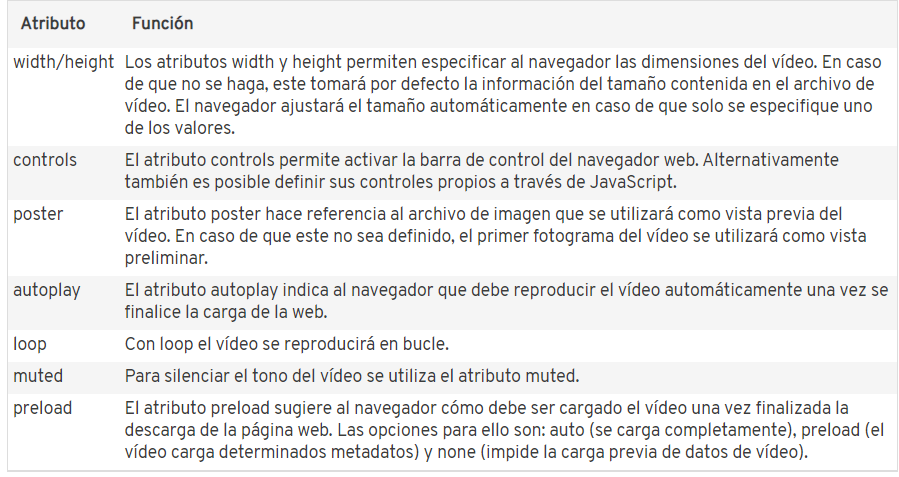 Atributo Función
width/height Los atributos width y height permiten especificar al navegador las dimensiones del vídeo. En caso
de que no se haga, este tomará por defecto la información del tamaño contenida en el archivo de
vídeo. El navegador ajustará el tamaño automáticamente en caso de que solo se especifique uno
de los valores.
controls El atributo controls permite activar la barra de control del navegador web. Alternativamente
también es posible definir sus controles propios a través de JavaScript.
poster El atributo poster hace referencia al archivo de imagen que se utilizará como vista previa del
vídeo. En caso de que este no sea definido, el primer fotograma del vídeo se utilizará como vista
preliminar.
autoplay El atributo autoplay indica al navegador que debe reproducir el vídeo automáticamente una vez se
finalice la carga de la web.
loop Con loop el vídeo se reproducirá en bucle.
muted Para silenciar el tono del vídeo se utiliza el atributo muted.
preload El atributo preload sugiere al navegador cómo debe ser cargado el vídeo una vez finalizada la
descarga de la página web. Las opciones para ello son: auto (se carga completamente), preload (el
vídeo carga determinados metadatos) y none (impide la carga previa de datos de vídeo).